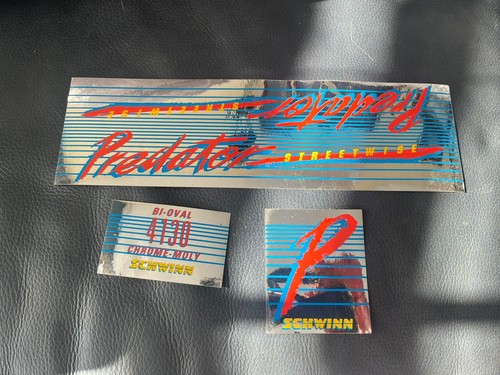 Predator
STREETWISE
Predator
STREETWISE
BI-OVAL
4130
CHROME-MOLY
SCHWINN
P
SCHWINN